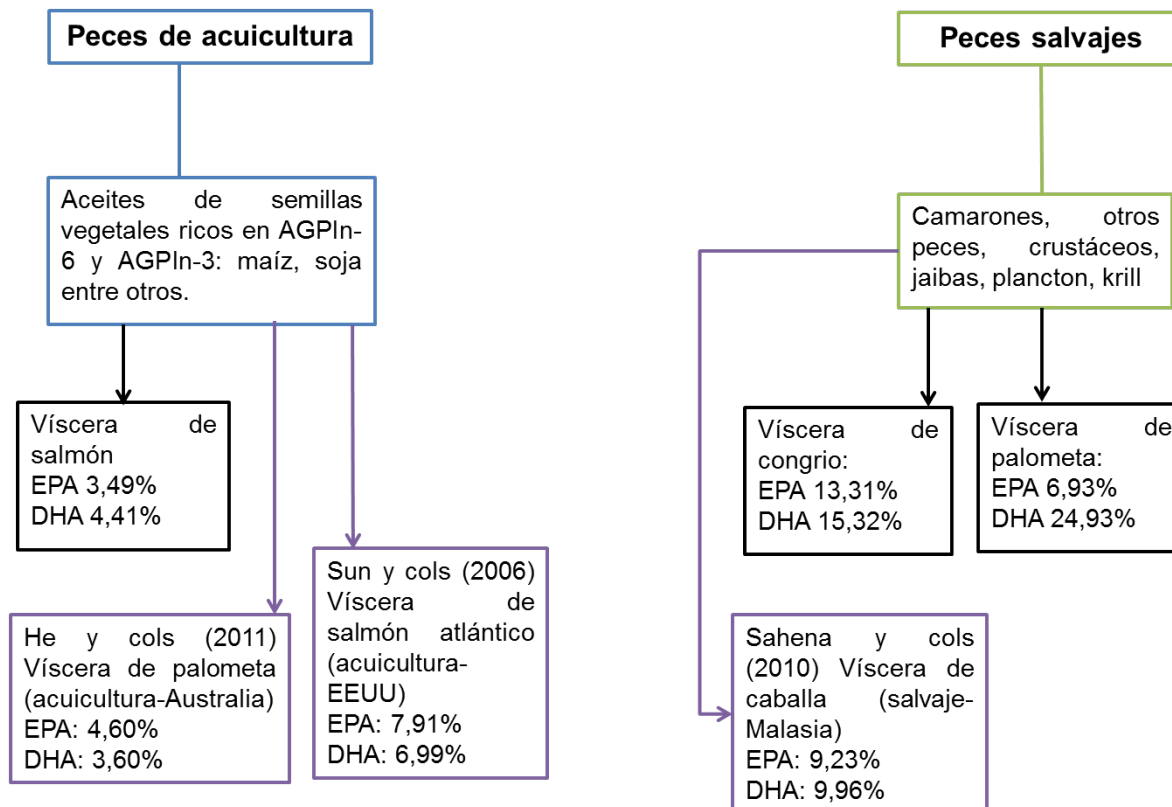 Peces de acuicultura
Aceites de semillas
vegetales ricos en AGPIn-
6 y AGPIn-3: maíz, soja
entre otros.
Víscera de
salmón
EPA 3,49%
DHA 4,41%
He y cols (2011)
Víscera de palometa
(acuicultura-Australia)
EPA: 4,60%
DHA: 3,60%
Sun y cols (2006)
Víscera de
salmón atlántico
(acuicultura-
EEUU)
EPA: 7,91%
DHA: 6,99%
Peces salvajes
Camarones, otros
peces, crustáceos,
jaibas, plancton, krill
Víscera de
congrio:
EPA 13,31%
DHA 15,32%
Víscera de
palometa:
EPA 6,93%
DHA 24,93%
Sahena y cols
(2010) Víscera de
caballa (salvaje-
Malasia)
EPA: 9,23%
DHA: 9,96%